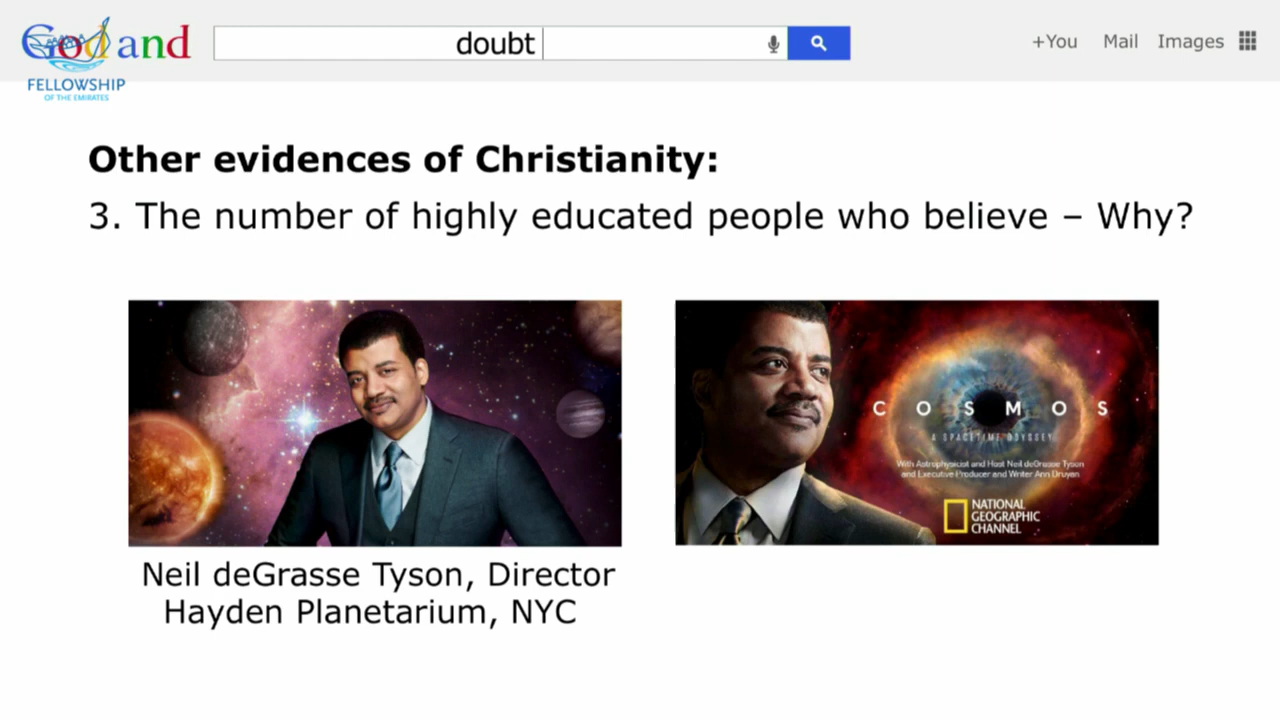 God and
doubt
+You Mail Images
FELLOWSHIP
OF THE EMIRATES
Other evidences of Christianity:
3. The number of highly educated people who believe – Why?
COSMOS
A SPACETIME ODYSSEY
With Astrophysicist and Host Neil deGrasse Tyson
and Executive Producer and Writer Ann Druyan
NATIONAL
GEOGRAPHIC
CHANNEL
Neil deGrasse Tyson, Director
Hayden Planetarium, NYC